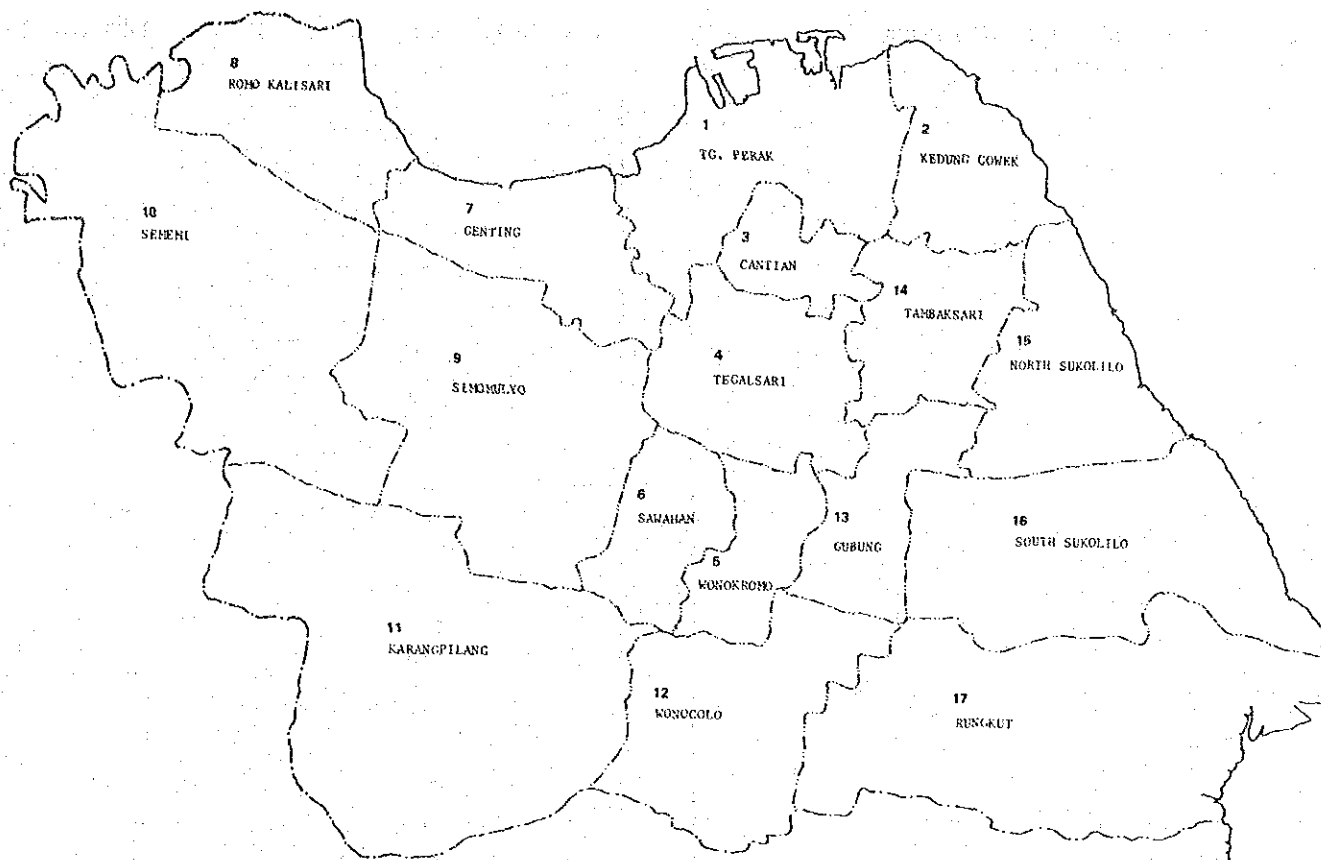 8
ROMO KALISARI
1
TG. PERAK
2
KEDUNG COWEK
10
SEMEMI
7
GENTING
3
CANTIAN
14
TAMBAKSARI
9
SIMOMULYO
4
TEGALSARI
15
NORTH SUKOLILO
6
SAWAHAN
5
WONOKROMO
13
GUBUNG
16
SOUTH SUKOLILO
11
KARANGPILANG
12
WONOCOLO
17
RUNGKUT